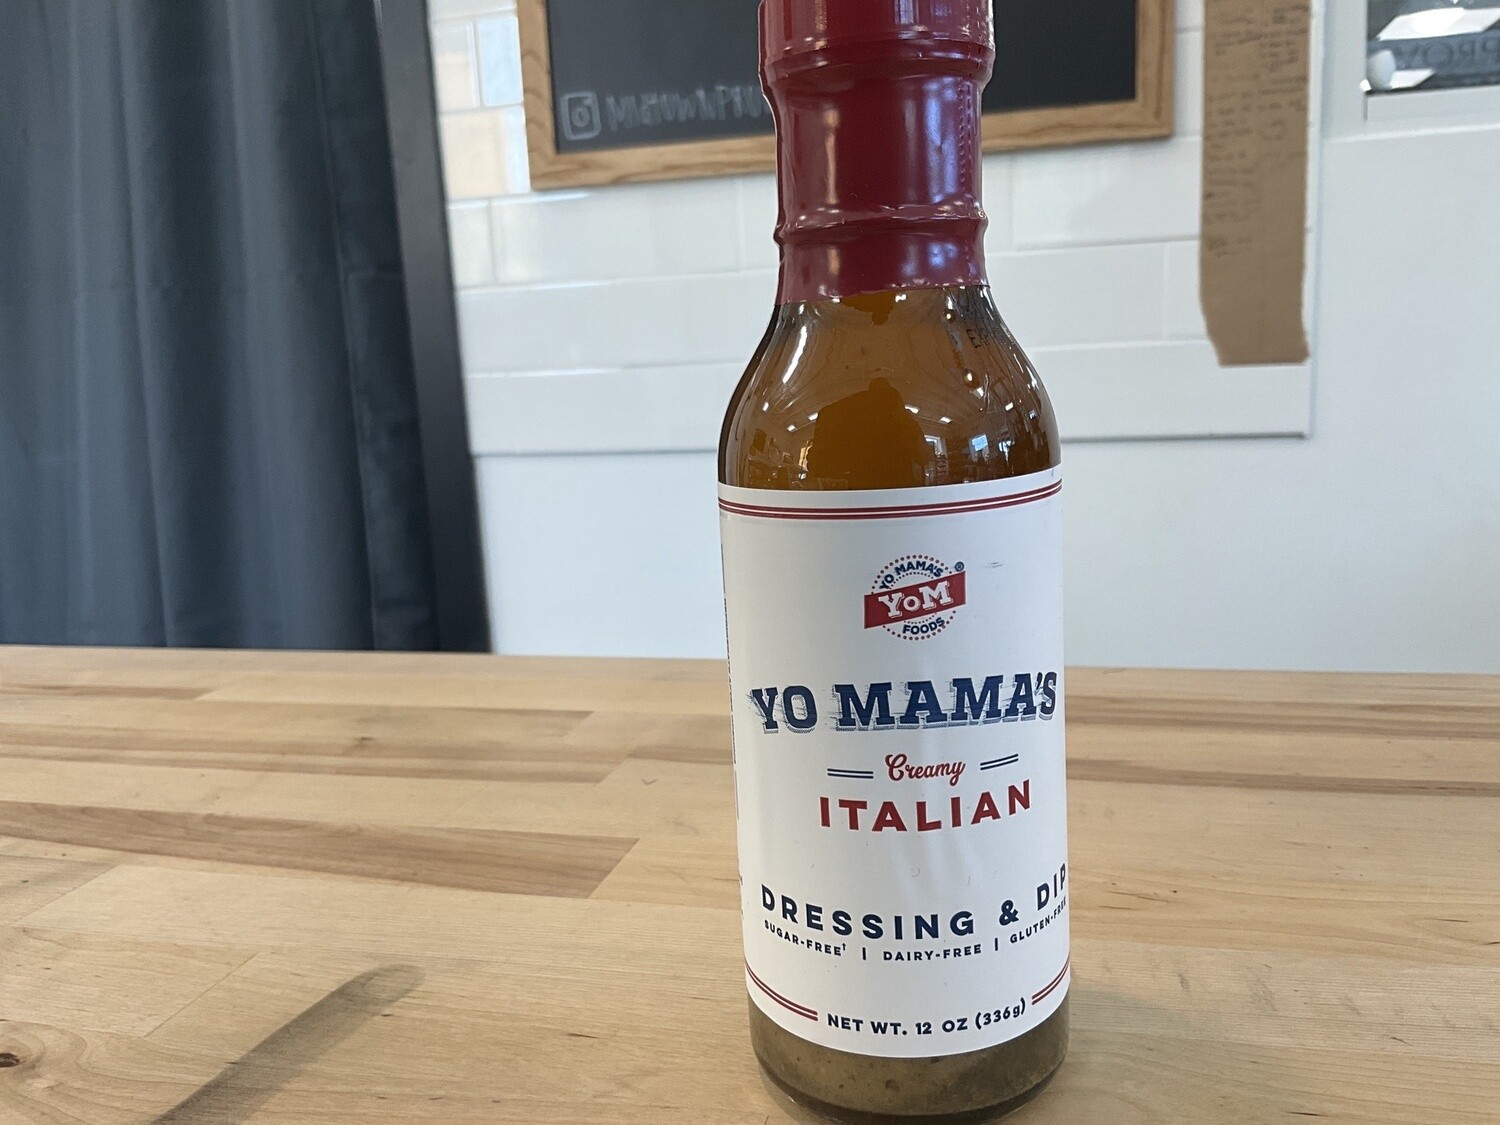 YO MAMA'S
YOM
®
FOODS
YO MAMA'S
Creamy
ITALIAN
DRESSING & DIP
SUGAR-FREE† | DAIRY-FREE | GLUTEN-FREE
NET WT. 12 OZ (336g)